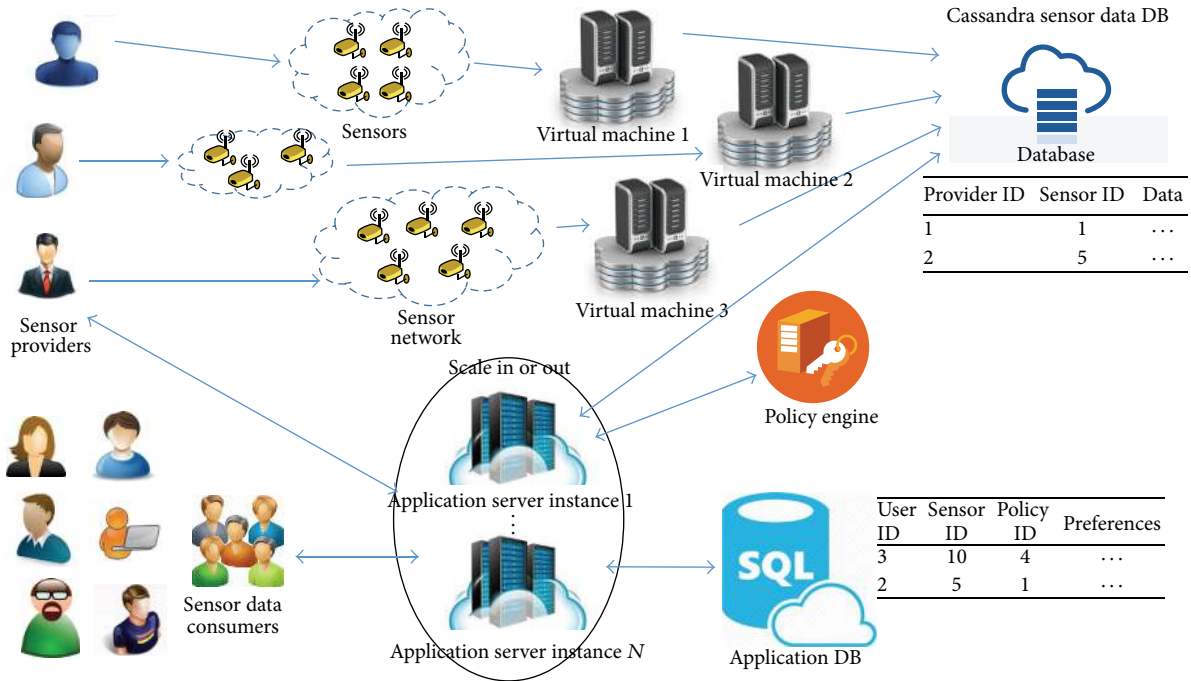 Cassandra sensor data DB
Sensors
Virtual machine 1
Virtual machine 2
Database
Provider ID Sensor ID Data
1 1 ...
2 5 ...
Virtual machine 3
Sensor
providers
Sensor
network
Scale in or out
Policy engine
Application server instance 1
User
ID
Sensor
ID
Policy
ID
Preferences
3 10 4 ...
2 5 1 ...
SQL
Sensor data
consumers
Application server instance N
Application DB